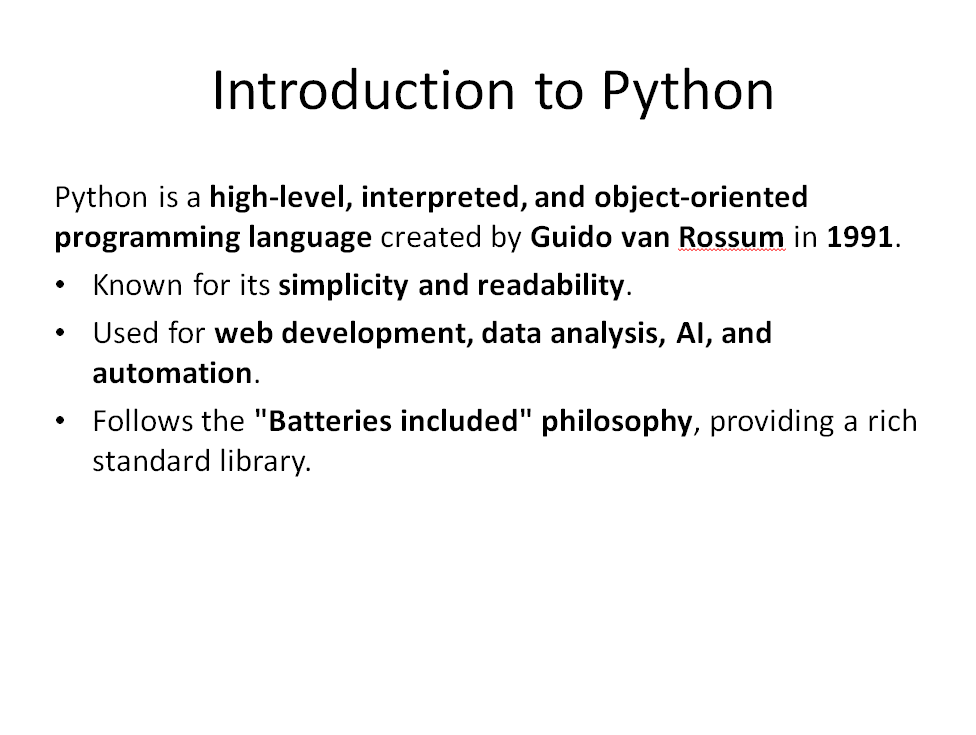 Introduction to Python
Python is a high-level, interpreted, and object-oriented
programming language created by Guido van Rossum in 1991.
• Known for its simplicity and readability.
• Used for web development, data analysis, AI, and
automation.
• Follows the "Batteries included" philosophy, providing a rich
standard library.